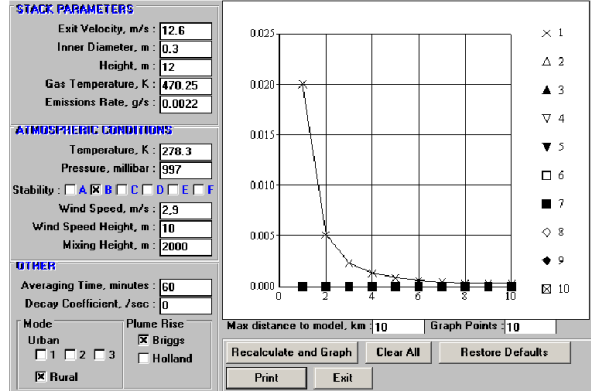 STACK PARAMETERS
Exit Velocity, m/s : 12.6
Inner Diameter, m : 0.3
Height, m : 12
Gas Temperature, K : 470.25
Emissions Rate, g/s : 0.0022
ATMOSPHERIC CONDITIONS
Temperature, K : 278.3
Pressure, millibar : 997
Stability : A B C D E F
Wind Speed, m/s : 2,9
Wind Speed Height, m : 10
Mixing Height, m : 2000
OTHER
Averaging Time, minutes : 60
Decay Coefficient, /sec : 0
Mode
Urban
1 2 3
Rural
Plume Rise
Briggs
Holland
0.025
0.020
0.015
0.010
0.005
0.000
0 2 4 6 8 10
1
2
3
4
5
6
7
8
9
10
Max distance to model, km : 10 Graph Points : 10
Recalculate and Graph Clear All Restore Defaults
Print Exit